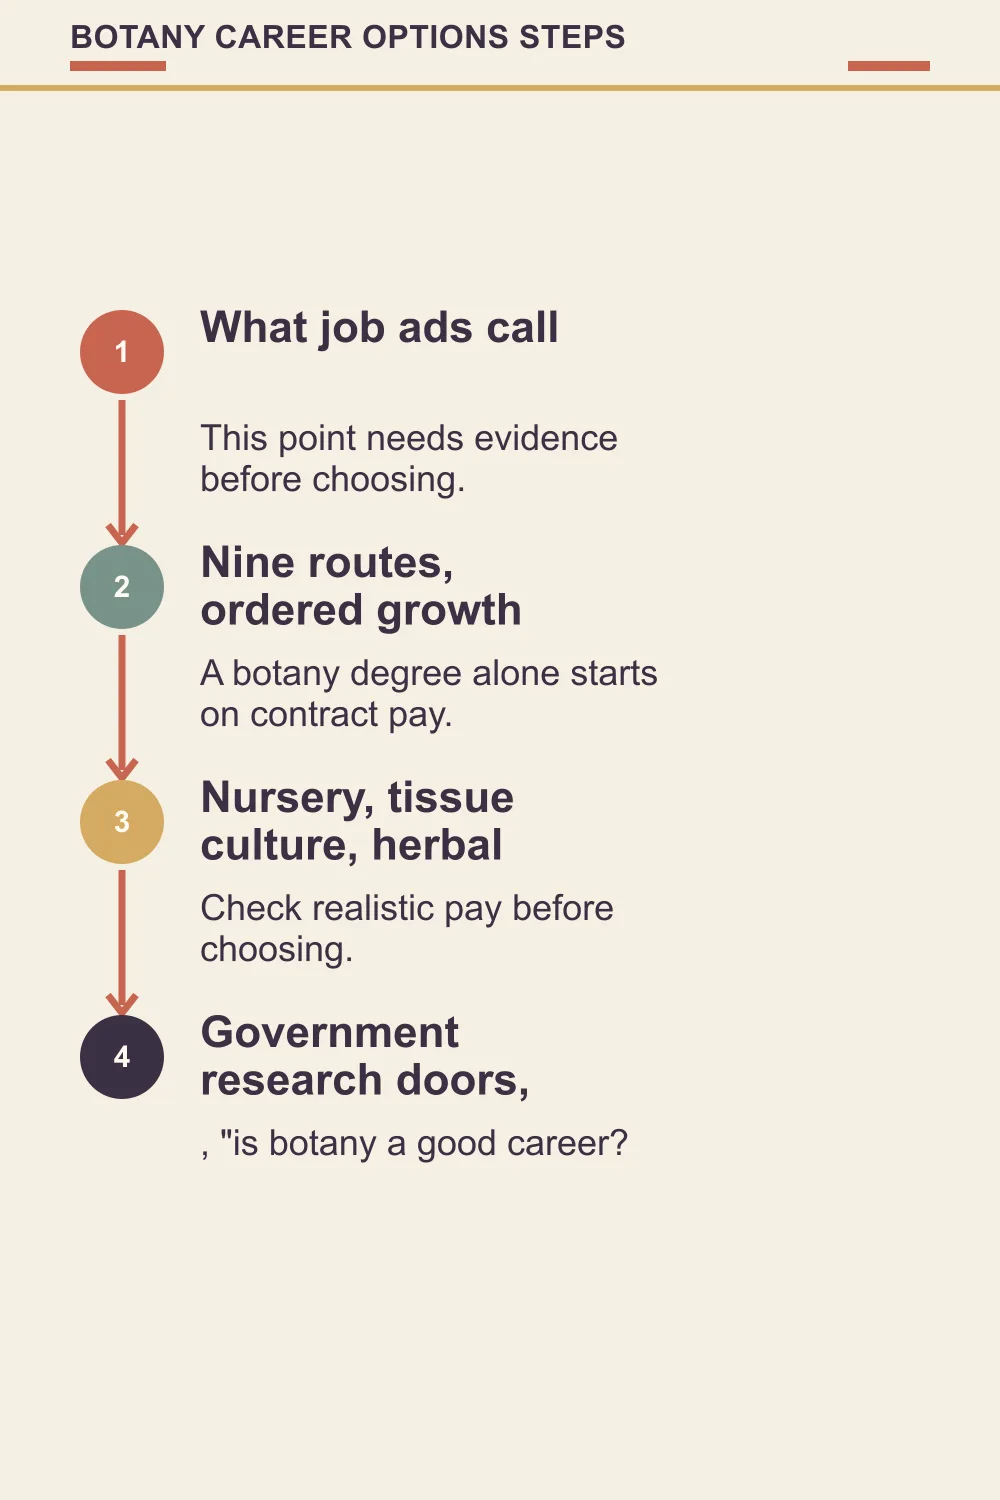 BOTANY CAREER OPTIONS STEPS
1
What job ads call
This point needs evidence
before choosing.
2
Nine routes,
ordered growth
A botany degree alone starts
on contract pay.
3
Nursery, tissue
culture, herbal
Check realistic pay before
choosing.
4
Government
research doors,
, "is botany a good career?